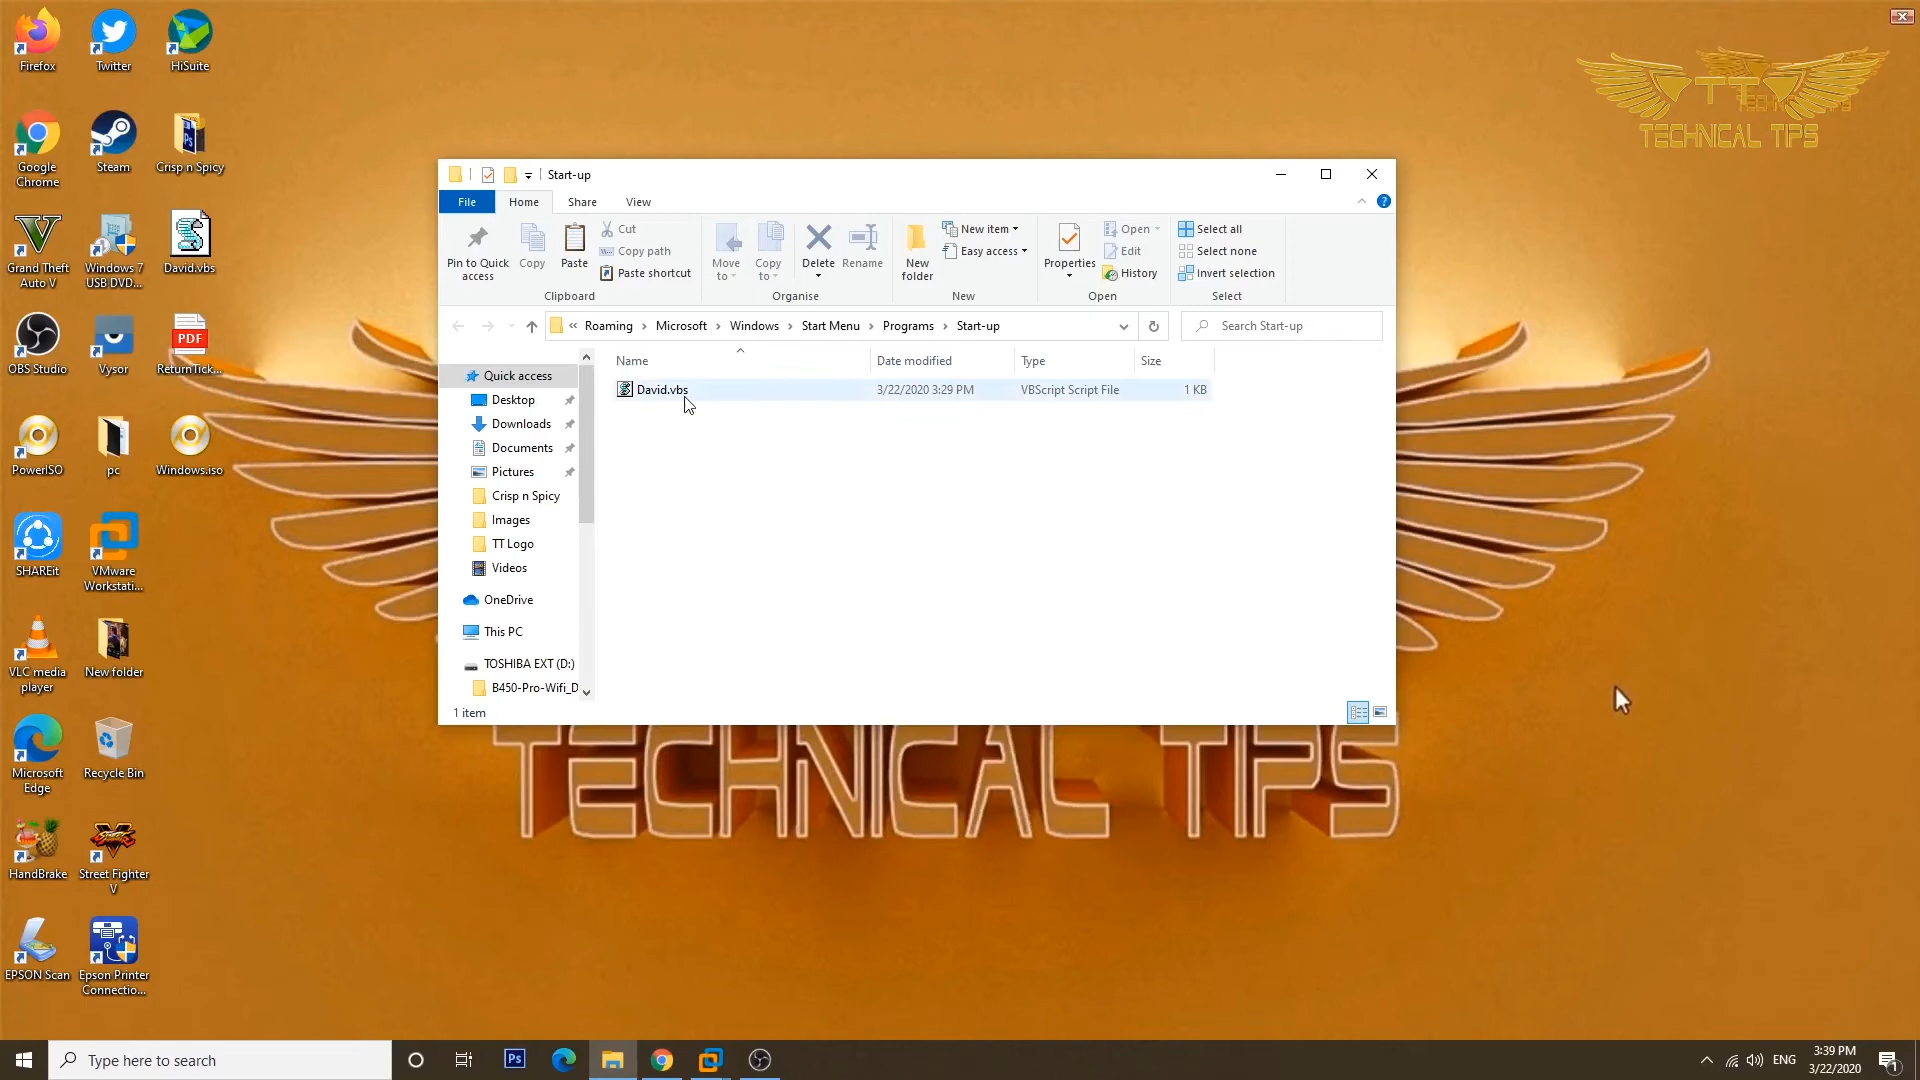 Firefox
Twitter
HiSuite
Google
Chrome
Steam
Crisp n Spicy
Grand Theft
Auto V
Windows 7
USB DVD...
David.vbs
OBS Studio
Vysor
PDF
ReturnTick...
PowerISO
pc
Windows.iso
SHAREit
VMware
Workstati...
VLC media
player
New folder
Microsoft
Edge
Recycle Bin
HandBrake
Street Fighter
V
EPSON Scan
Epson Printer
Connectio...
TECHNICAL TIPS
Start-up
File
Home
Share
View
Pin to Quick
access
Copy
Paste
Cut
Copy path
Paste shortcut
Clipboard
Move
to
Copy
to
Delete
Rename
Organise
New
folder
New item
Easy access
New
Properties
Open
Edit
History
Open
Select all
Select none
Invert selection
Select
« Roaming › Microsoft › Windows › Start Menu › Programs › Start-up
Search Start-up
Quick access
Desktop
Downloads
Documents
Pictures
Crisp n Spicy
Images
TT Logo
Videos
OneDrive
This PC
TOSHIBA EXT (D:)
B450-Pro-Wifi_D
Name
Date modified
Type
Size
David.vbs
3/22/2020 3:29 PM
VBScript Script File
1 KB
1 item
TECHNICAL TIPS
Type here to search
Ps
ENG
3:39 PM
3/22/2020
1